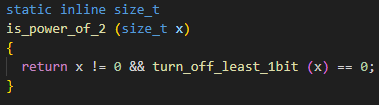 static inline size_t
is_power_of_2 (size_t x)
{
  return x != 0 && turn_off_least_1bit (x) == 0;
}